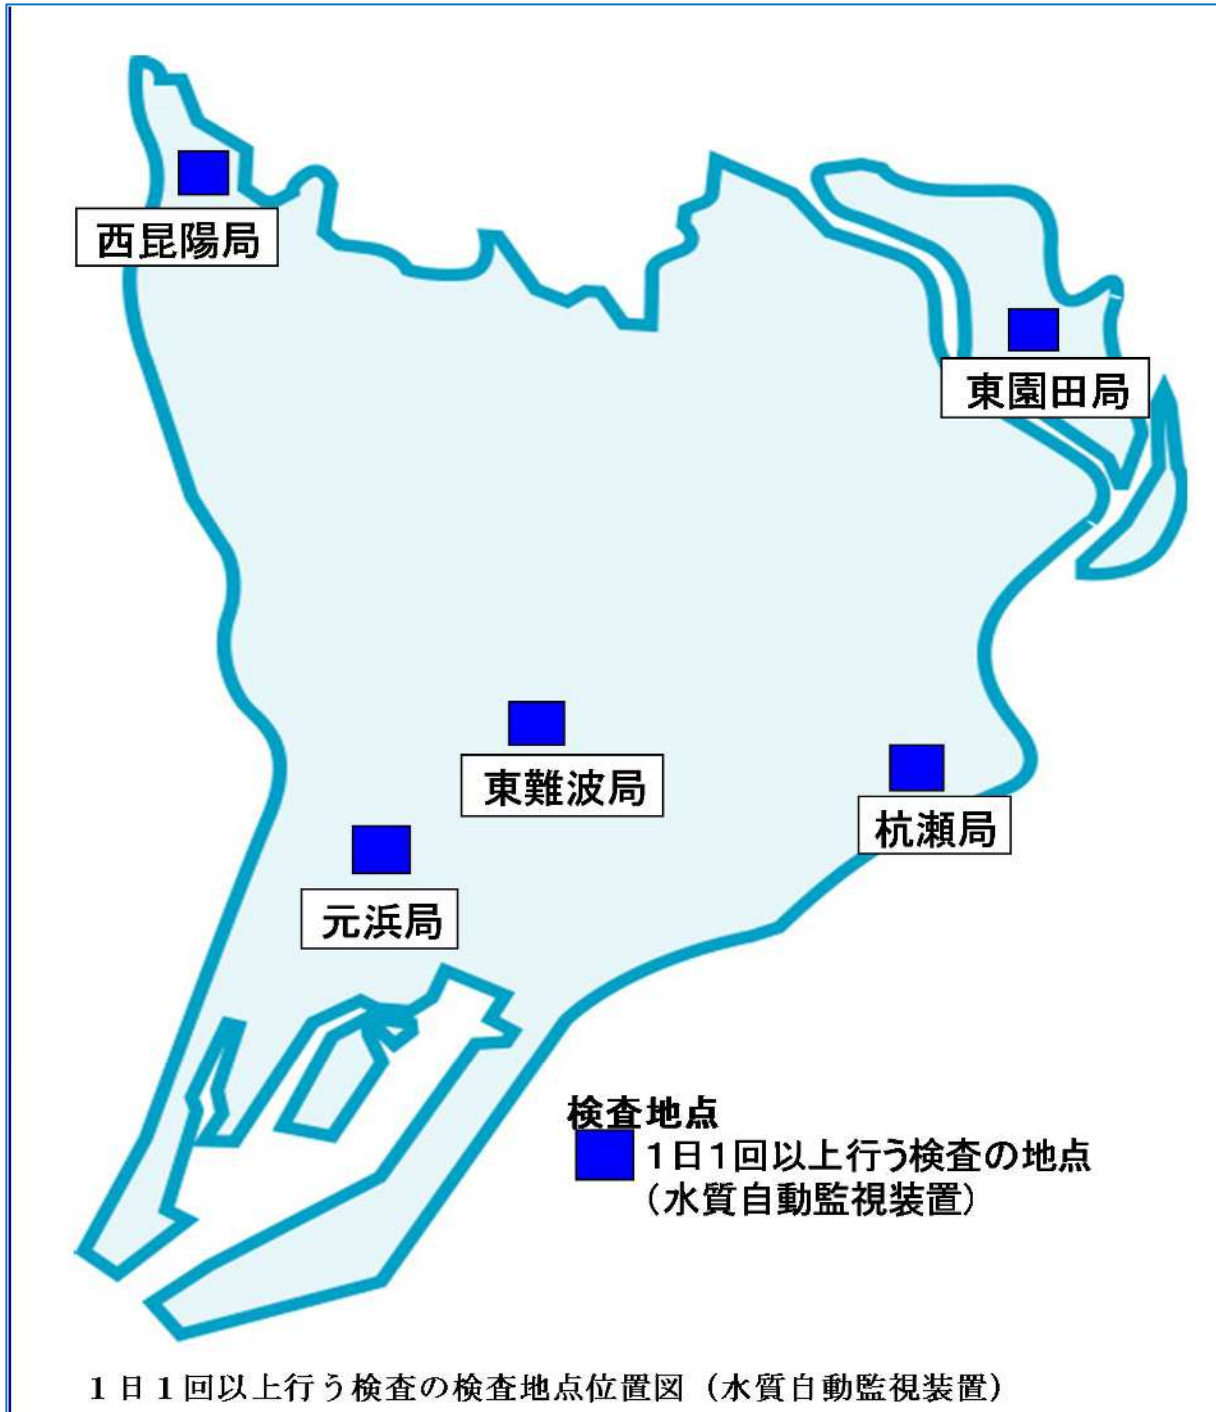 西昆陽局
東園田局
東難波局
杭瀬局
元浜局
検査地点
1日1回以上行う検査の地点
(水質自動監視装置)
1日1回以上行う検査の検査地点位置図(水質自動監視装置)